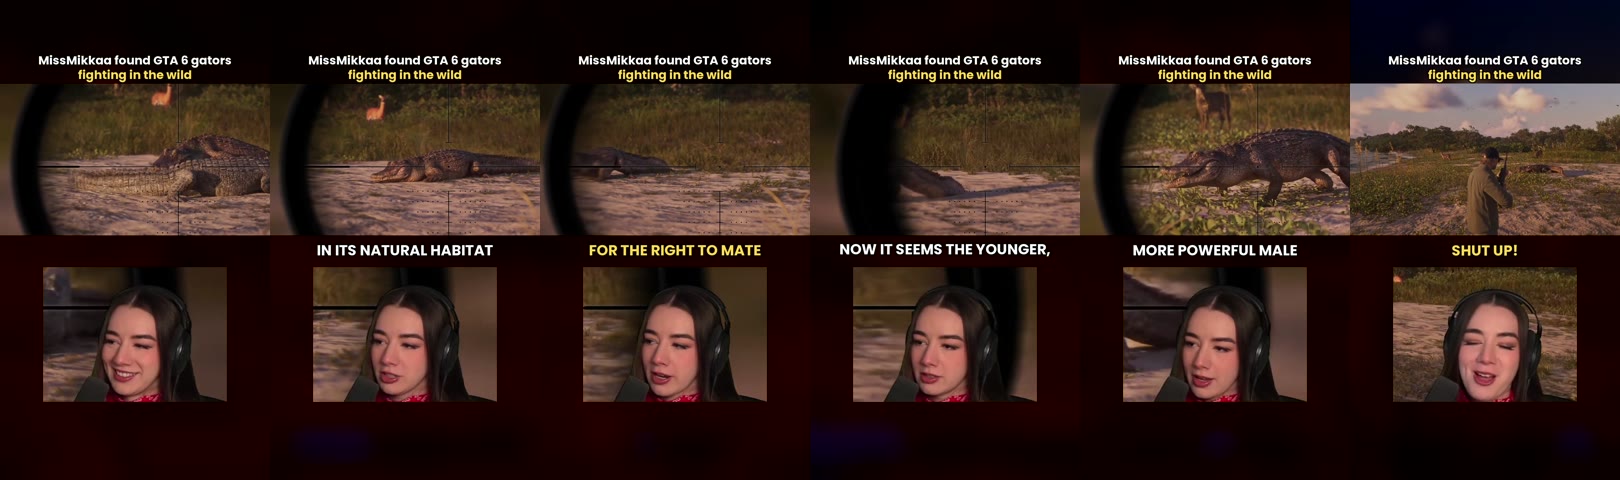 MissMikkaa found GTA 6 gators
fighting in the wild
MissMikkaa found GTA 6 gators
fighting in the wild
MissMikkaa found GTA 6 gators
fighting in the wild
MissMikkaa found GTA 6 gators
fighting in the wild
MissMikkaa found GTA 6 gators
fighting in the wild
MissMikkaa found GTA 6 gators
fighting in the wild
IN ITS NATURAL HABITAT
FOR THE RIGHT TO MATE
NOW IT SEEMS THE YOUNGER,
MORE POWERFUL MALE
SHUT UP!